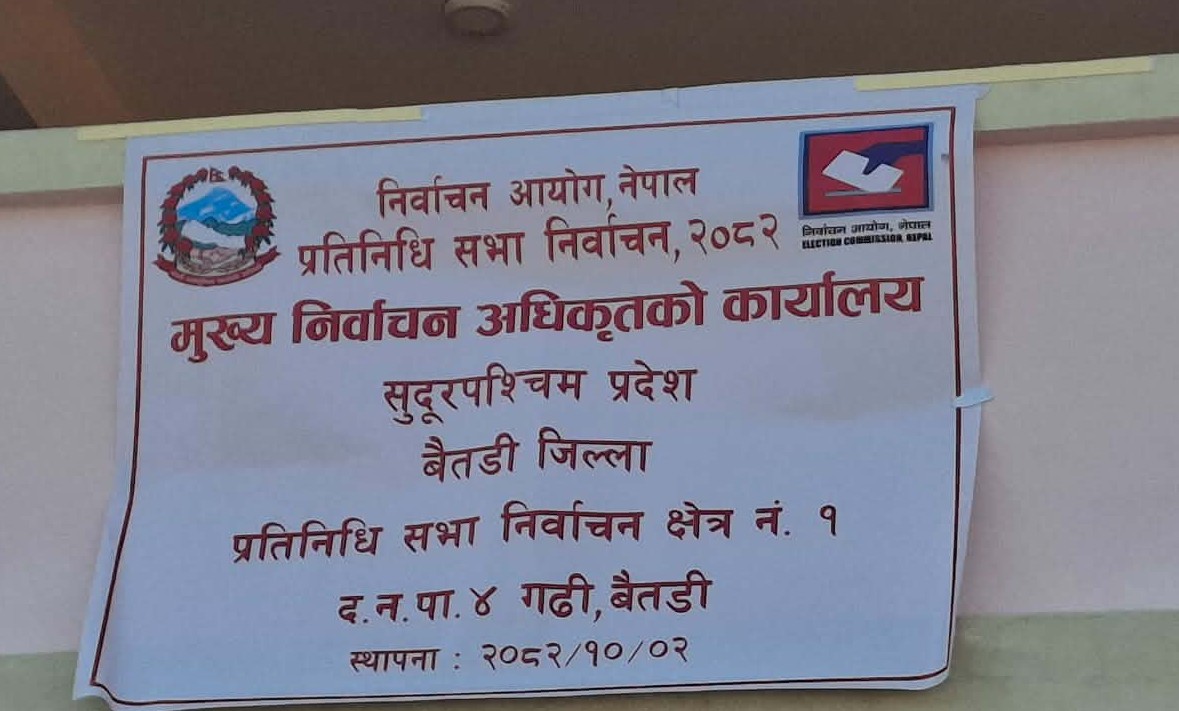 निर्वाचन आयोग, नेपाल
प्रतिनिधि सभा निर्वाचन, २०८२
निर्वाचन आयोग, नेपाल
ELECTION COMMISSION, NEPAL
मुख्य निर्वाचन अधिकृतको कार्यालय
सुदूरपश्चिम प्रदेश
बैतडी जिल्ला
प्रतिनिधि सभा निर्वाचन क्षेत्र नं. १
द.न.पा.४ गढी, बैतडी
स्थापना : २०८२/१०/०२